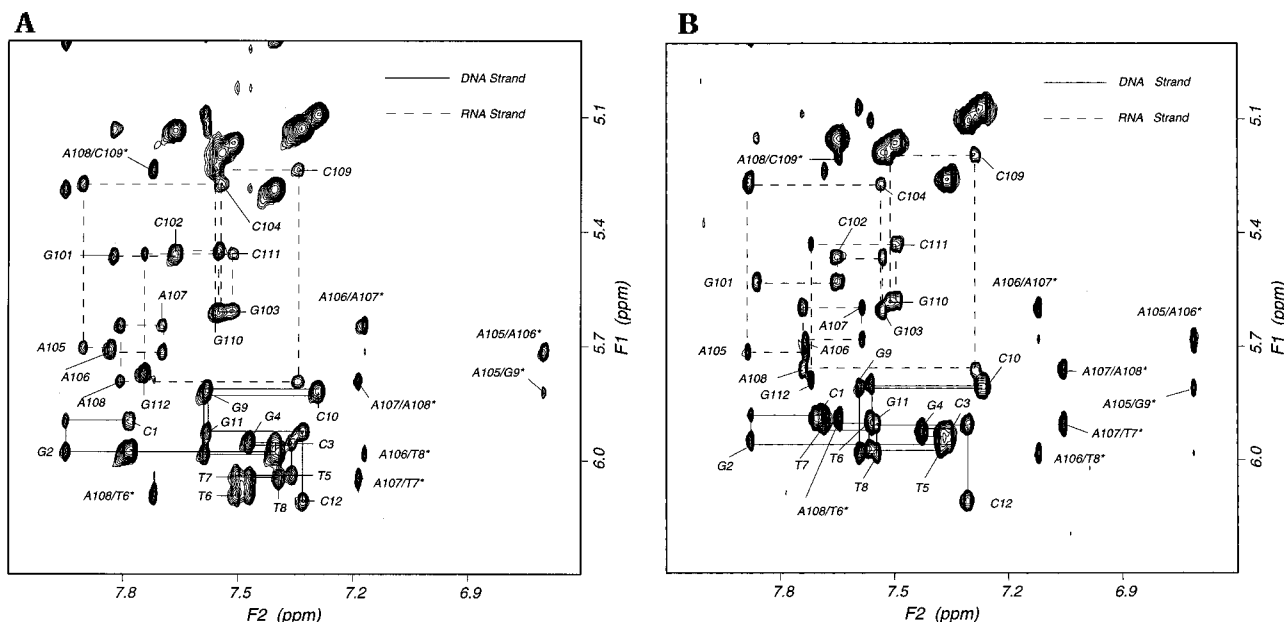 A
DNA Strand
RNA Strand
A108/C109*
C109
C104
C102
C111
G101
A107
A106/A107*
G103
A105/A106*
A105
G110
A106
A108
G112
G9
A107/A108*
C10
A105/G9*
G11
G4
C1
C3
G2
A106/T8*
T7
T5
T6
T8
A107/T7*
A108/T6*
C12
5.1
5.4
5.7
6.0
F1 (ppm)
7.8
7.5
7.2
6.9
F2 (ppm)
B
DNA Strand
RNA Strand
A108/C109*
C109
C104
C102
C111
G101
G110
A106/A107*
A107
G103
A105/A106*
A105
A106
G9
C10
A108
G112
A107/A108*
C1
G11
G4
C3
A105/G9*
G2
T7
T6
A107/T7*
T8
T5
A106/T8*
A108/T6*
C12
5.1
5.4
5.7
6.0
F1 (ppm)
7.8
7.5
7.2
6.9
F2 (ppm)